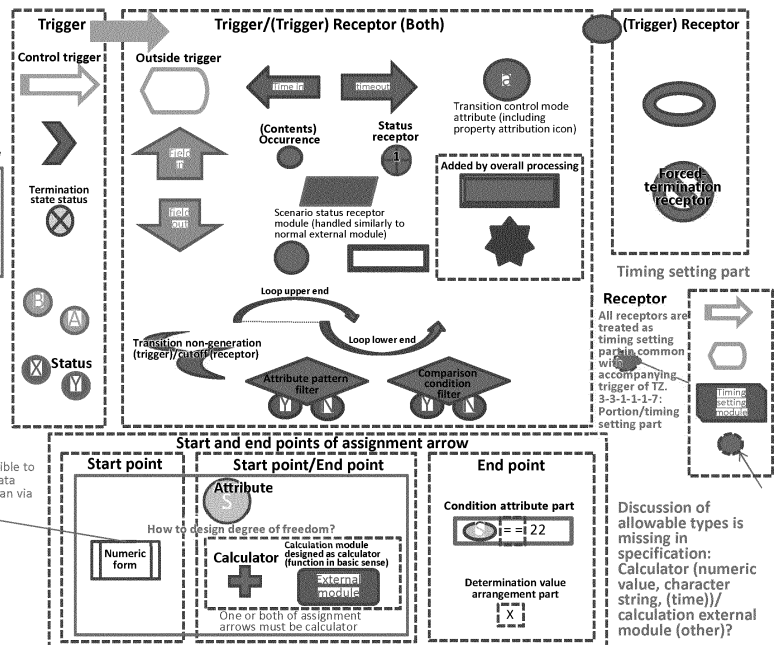 Trigger
Trigger/(Trigger) Receptor (Both)
(Trigger) Receptor
Control trigger
Outside trigger
Time in
timeout
a
Transition control mode
attribute (including
property attribution icon)
(Contents)
Occurrence
Status
receptor
1
Field
in
Termination
state status
Added by overall processing
Forced-
termination
receptor
Field
out
Scenario status receptor
module (handled similarly to
normal external module)
Timing setting part
B
A
Loop upper end
Loop lower end
Receptor
All receptors are
treated as
timing setting
part in common
with
accompanying
trigger of TZ.
3-3-1-1-1-7:
Portion/timing
setting part
Timing
setting
module
Transition non-generation
(trigger)/cutoff (receptor)
X
Status
Y
Attribute pattern
filter
Y
N
Comparison
condition
filter
Y
N
Start and end points of assignment arrow
Start point
Start point/End point
End point
ible to
ata
an via
Attribute
S
How to design degree of freedom?
Numeric
form
Calculator
Calculation module
designed as calculator
(function in basic sense)
External
module
One or both of assignment
arrows must be calculator
Condition attribute part
S == 22
Determination value
arrangement part
X
Discussion of
allowable types is
missing in
specification:
Calculator (numeric
value, character
string, (time))/
calculation external
module (other)?